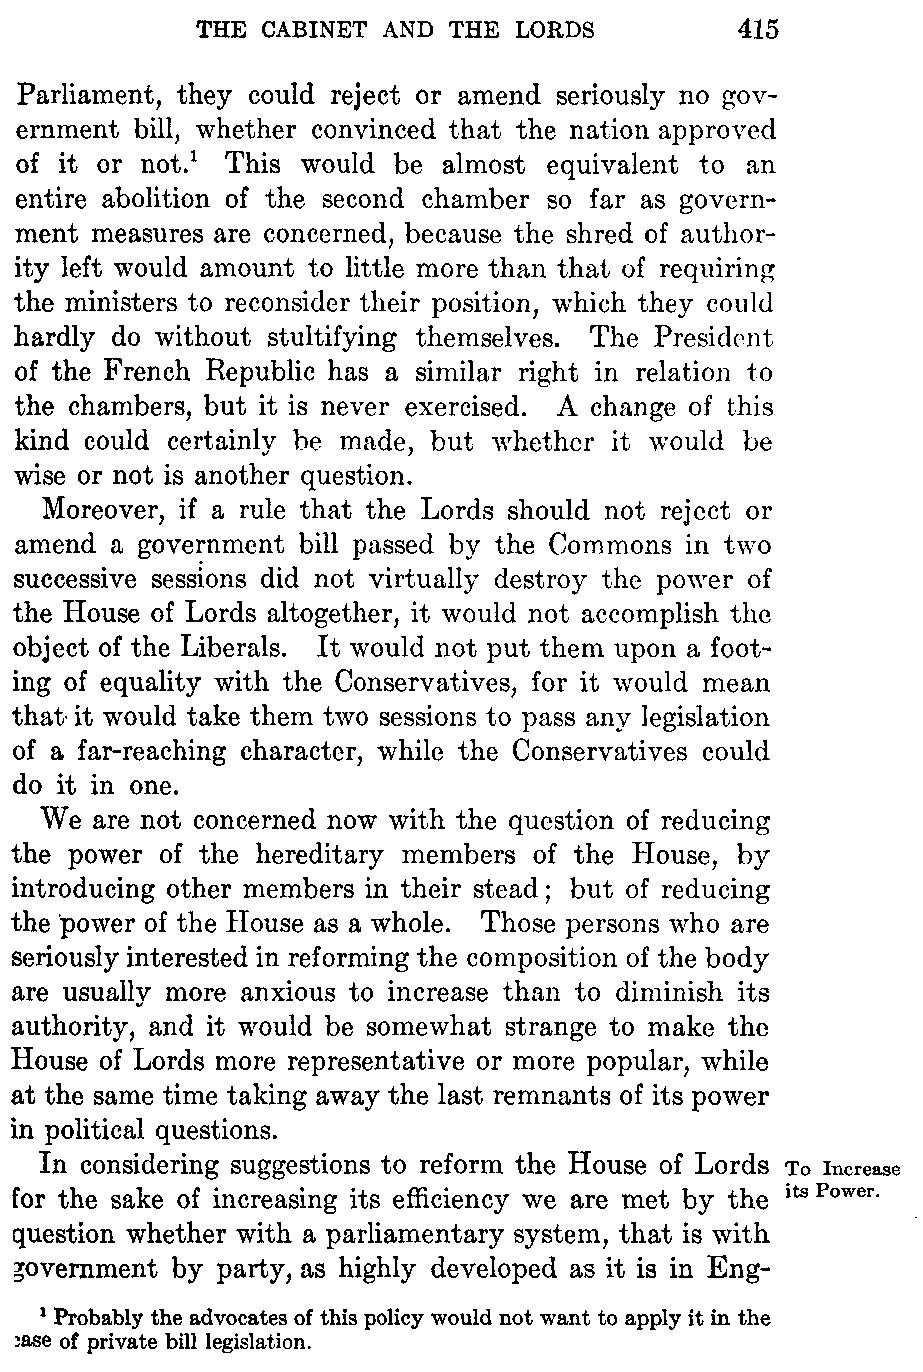 THE CABINET AND THE LORDS 415
Parliament, they could reject or amend seriously no gov-
ernment bill, whether convinced that the nation approved
of it or not.¹ This would be almost equivalent to an
entire abolition of the second chamber so far as govern-
ment measures are concerned, because the shred of author-
ity left would amount to little more than that of requiring
the ministers to reconsider their position, which they could
hardly do without stultifying themselves. The President
of the French Republic has a similar right in relation to
the chambers, but it is never exercised. A change of this
kind could certainly be made, but whether it would be
wise or not is another question.
Moreover, if a rule that the Lords should not reject or
amend a government bill passed by the Commons in two
successive sessions did not virtually destroy the power of
the House of Lords altogether, it would not accomplish the
object of the Liberals. It would not put them upon a foot-
ing of equality with the Conservatives, for it would mean
that it would take them two sessions to pass any legislation
of a far-reaching character, while the Conservatives could
do it in one.
We are not concerned now with the question of reducing
the power of the hereditary members of the House, by
introducing other members in their stead; but of reducing
the power of the House as a whole. Those persons who are
seriously interested in reforming the composition of the body
are usually more anxious to increase than to diminish its
authority, and it would be somewhat strange to make the
House of Lords more representative or more popular, while
at the same time taking away the last remnants of its power
in political questions.
In considering suggestions to reform the House of Lords
for the sake of increasing its efficiency we are met by the
question whether with a parliamentary system, that is with
government by party, as highly developed as it is in Eng-
To Increase
its Power.
¹ Probably the advocates of this policy would not want to apply it in the
case of private bill legislation.